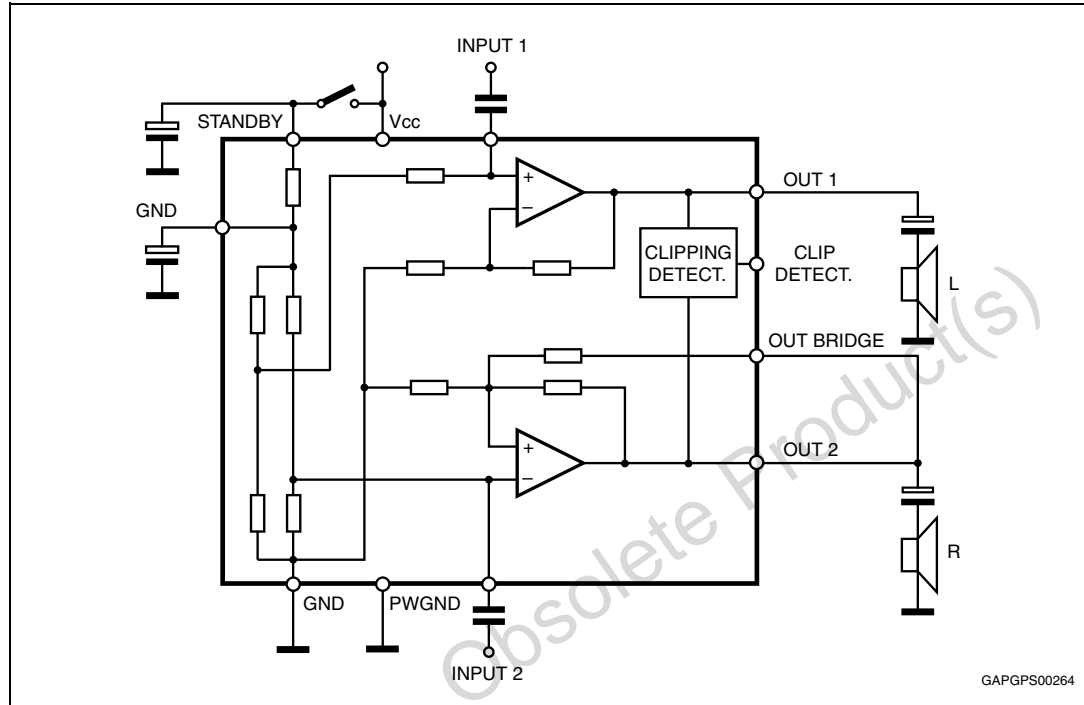 INPUT 1
STANDBY
Vcc
+
−
OUT 1
GND
CLIPPING
DETECT.
CLIP
DETECT.
L
OUT BRIDGE
+
−
OUT 2
R
GND
PWGND
INPUT 2
Obsolete Product(s)
GAPGPS00264